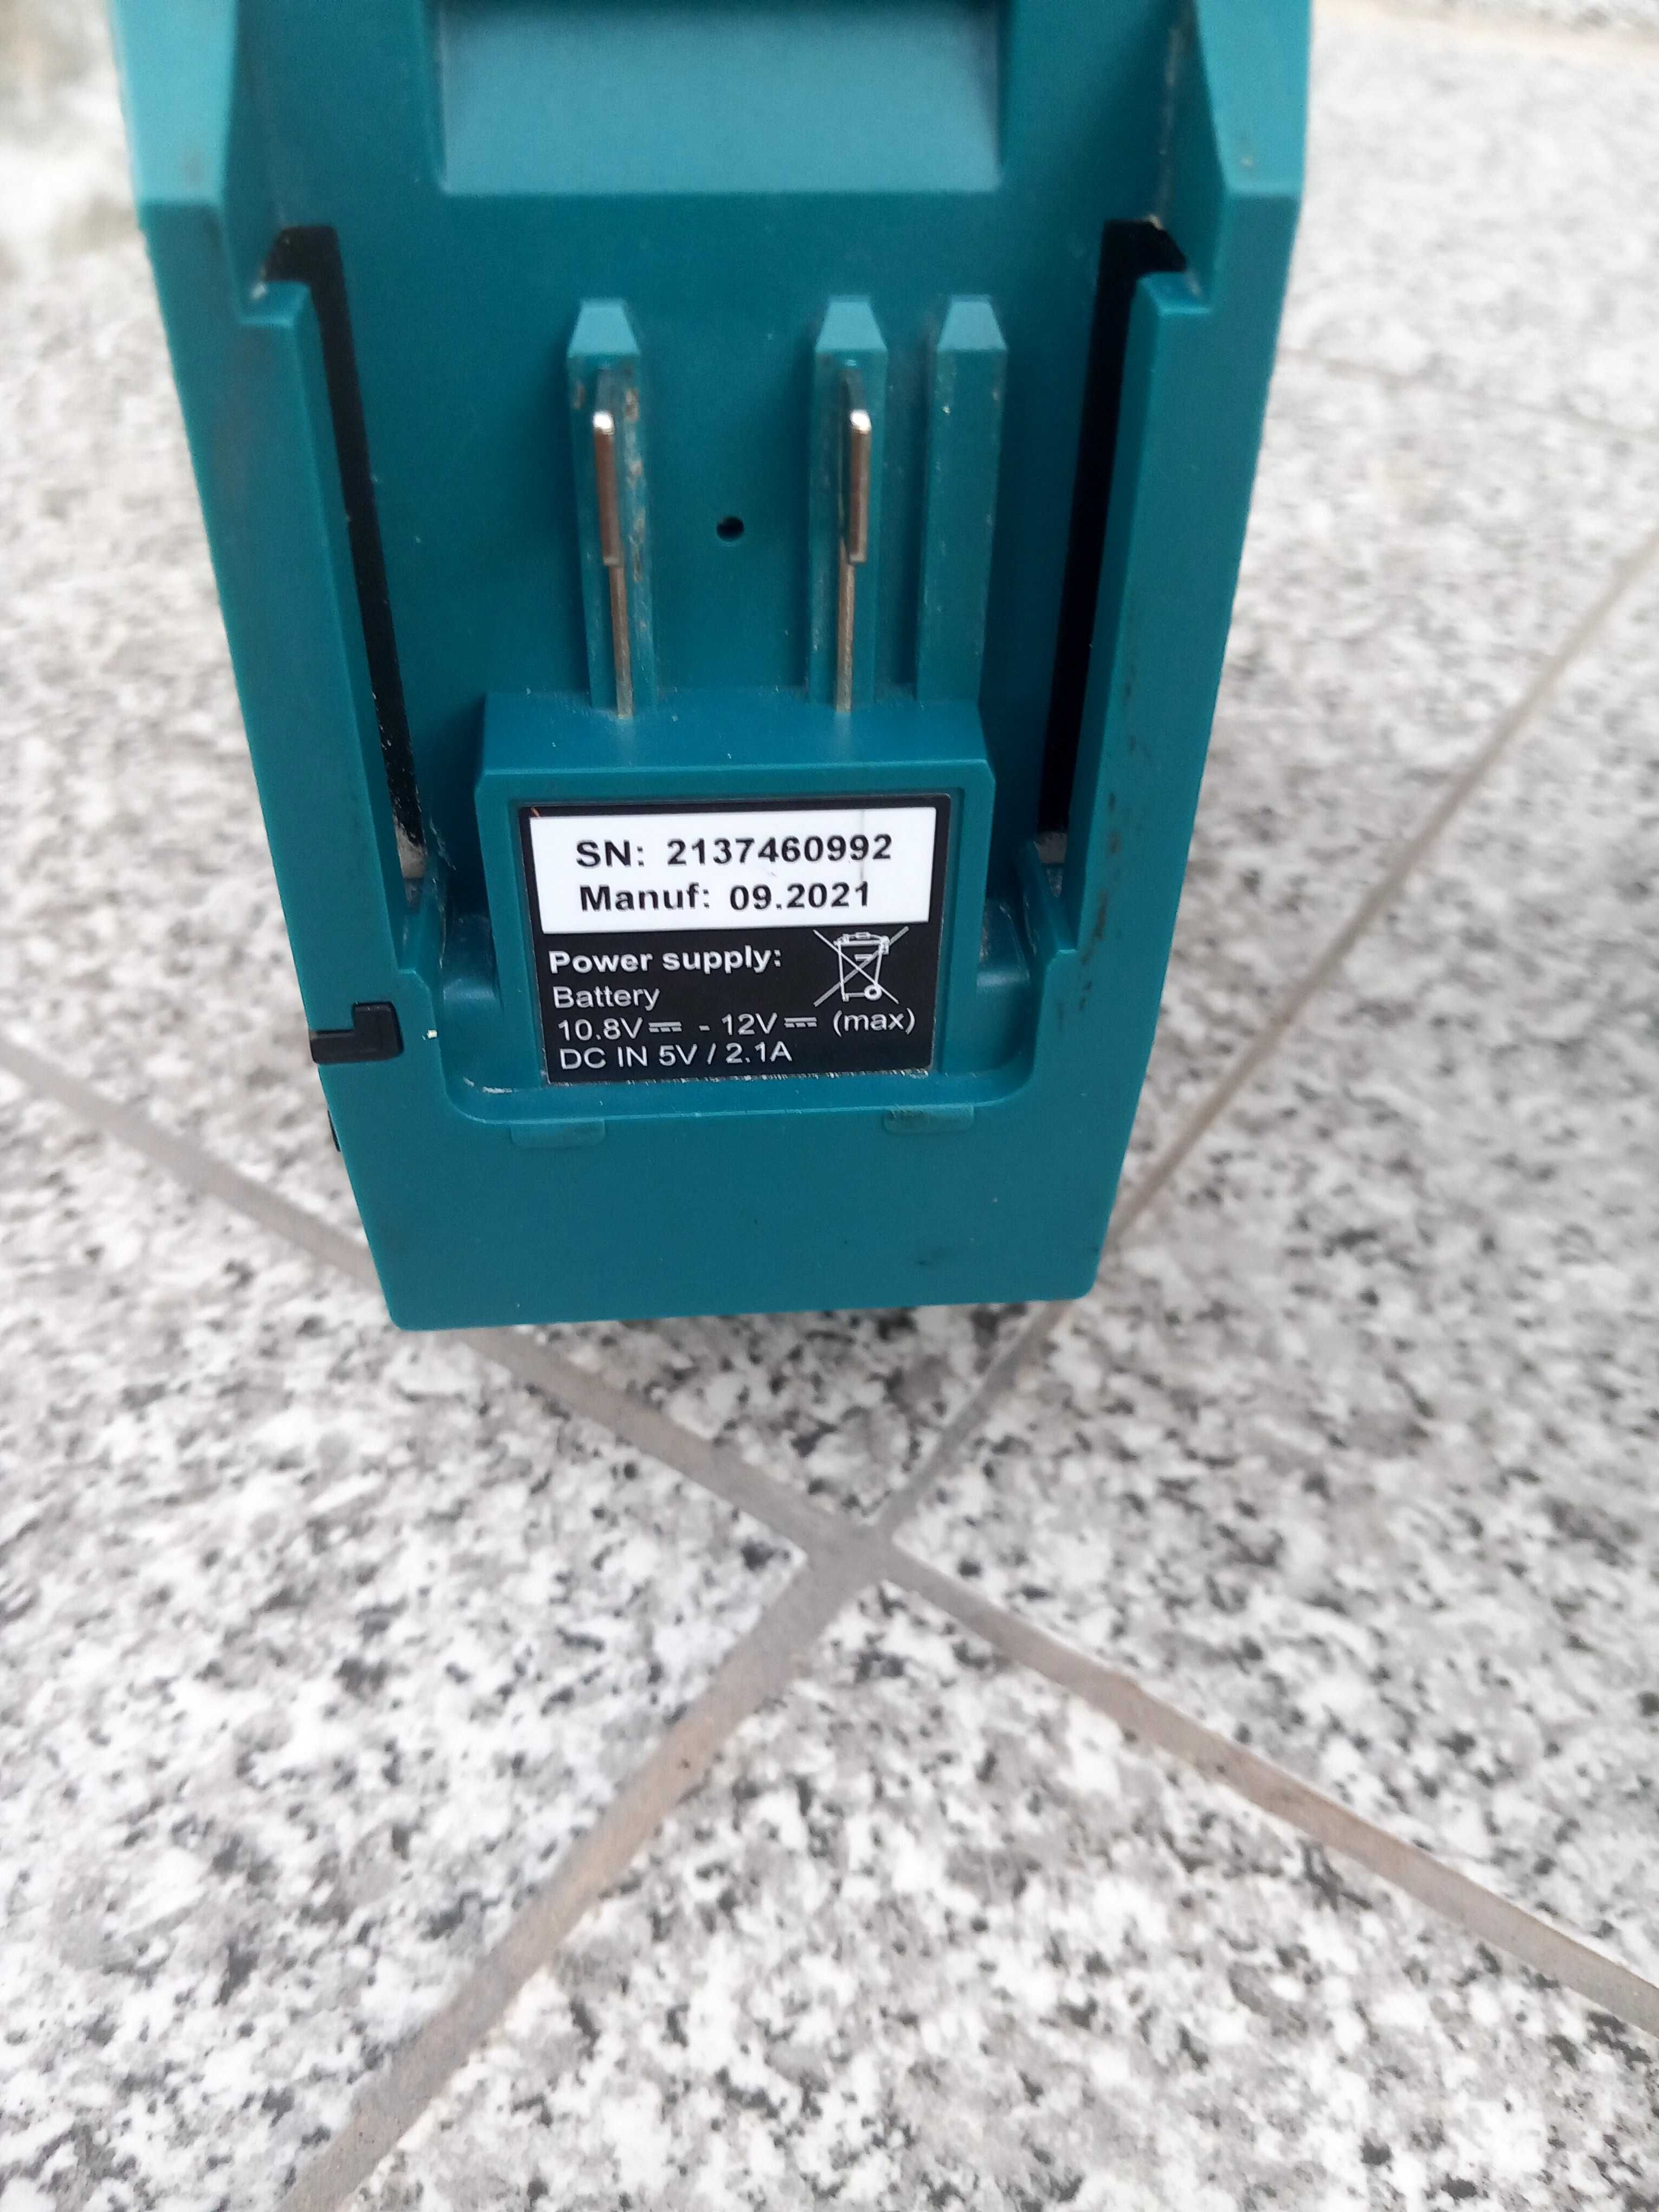 SN: 2137460992
Manuf: 09.2021
Power supply:
Battery
10.8V⎓ - 12V⎓ (max)
DC IN 5V / 2.1A